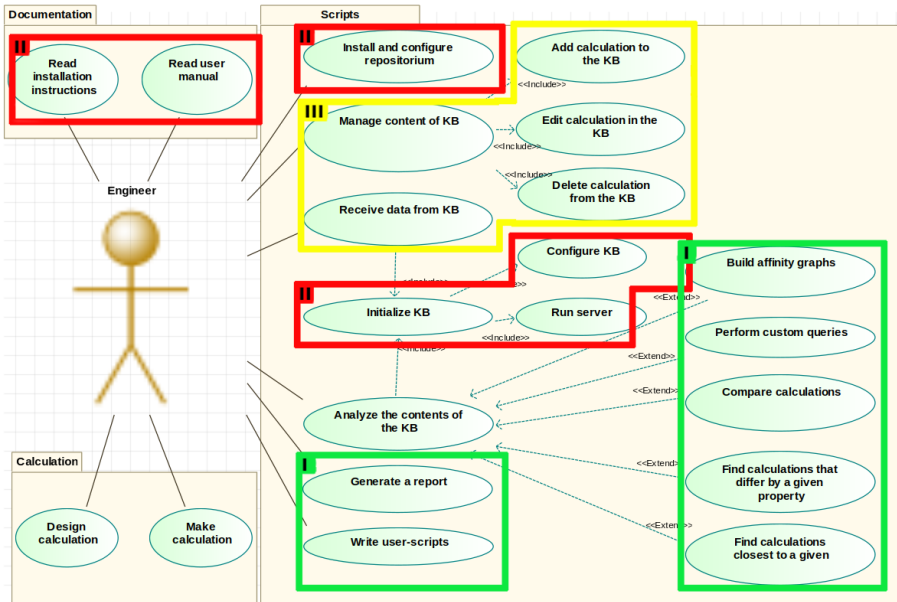 Documentation
Scripts
II
Read
installation
instructions
Read user
manual
II
Install and configure
repositorium
Add calculation to
the KB
<<Include>>
III
Manage content of KB
Edit calculation in the
KB
<<Include>>
<<Include>>
Delete calculation
from the KB
Engineer
Receive data from KB
Configure KB
I
Build affinity graphs
II
Initialize KB
Run server
<<Include>>
<<Include>>
<<Extend>>
Perform custom queries
<<Extend>>
Compare calculations
<<Extend>>
Analyze the contents of
the KB
I
Generate a report
Find calculations that
differ by a given
property
<<Extend>>
Write user-scripts
Find calculations
closest to a given
<<Extend>>
Calculation
Design
calculation
Make
calculation